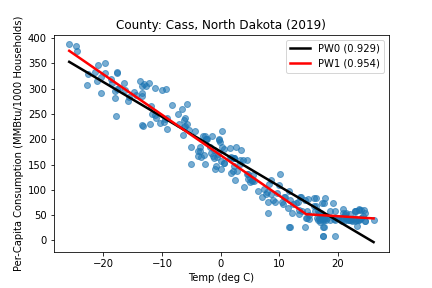 County: Cass, North Dakota (2019)
PW0 (0.929)
PW1 (0.954)
Per-Capita Consumption (MMBtu/1000 Households)
400
350
300
250
200
150
100
50
0
−20 −10 0 10 20
Temp (deg C)